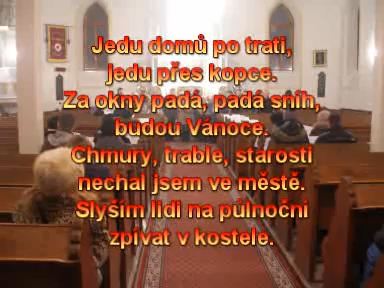 Jedu domů po trati,
jedu přes kopce.
Za okny padá, padá sníh,
budou Vánoce.
Chmury, trable, starosti
nechal jsem ve městě.
Slyším lidi na půlnoční
zpívat v kostele.